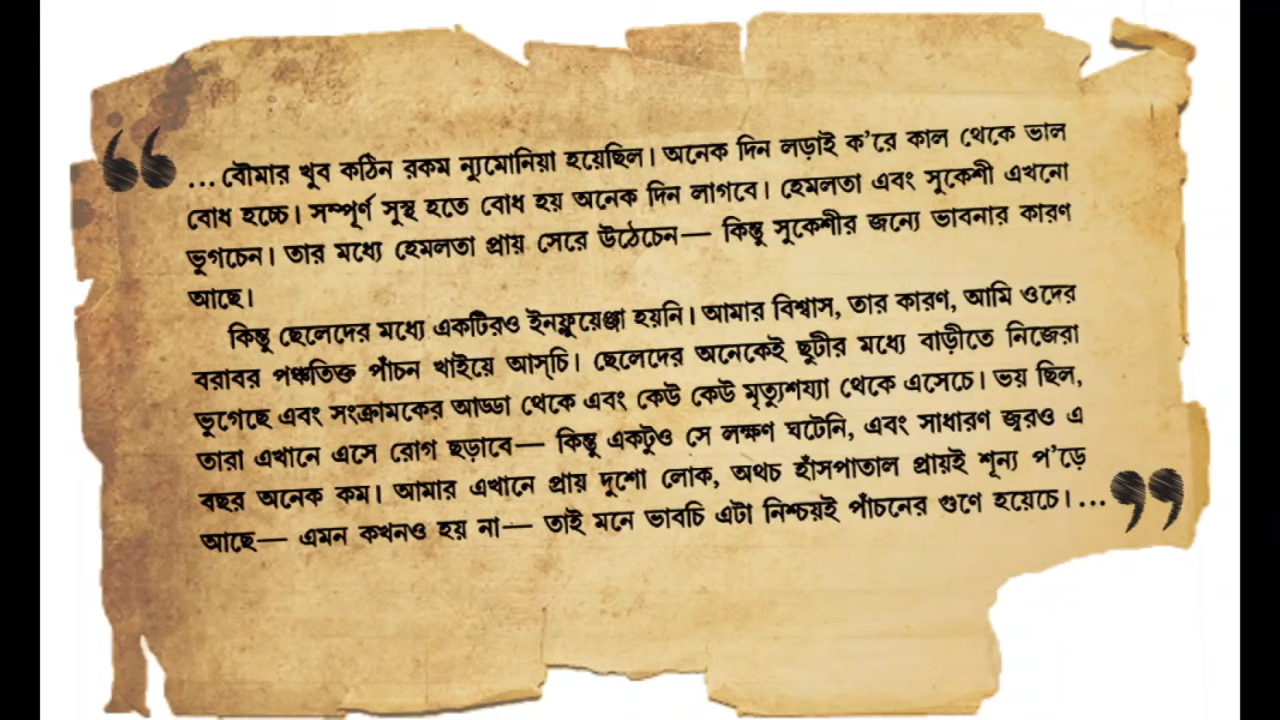 “...বৌমার খুব কঠিন রকম ন্যুমোনিয়া হয়েছিল। অনেক দিন লড়াই ক'রে কাল থেকে ভাল
বোধ হচ্চে। সম্পূর্ণ সুস্থ হতে বোধ হয় অনেক দিন লাগবে। হেমলতা এবং সুকেশী এখনো
ভুগচেন। তার মধ্যে হেমলতা প্রায় সেরে উঠেচেন— কিন্তু সুকেশীর জন্যে ভাবনার কারণ
আছে।
কিন্তু ছেলেদের মধ্যে একটিরও ইনফ্লুয়েঞ্জা হয়নি। আমার বিশ্বাস, তার কারণ, আমি ওদের
বরাবর পঞ্চতিক্ত পাঁচন খাইয়ে আস্‌চি। ছেলেদের অনেকেই ছুটীর মধ্যে বাড়ীতে নিজেরা
ভুগেছে এবং সংক্রামকের আড্ডা থেকে এবং কেউ কেউ মৃত্যুশয্যা থেকে এসেচে। ভয় ছিল,
তারা এখানে এসে রোগ ছড়াবে— কিন্তু একটুও সে লক্ষণ ঘটেনি, এবং সাধারণ জ্বরও এ
বছর অনেক কম। আমার এখানে প্রায় দুশো লোক, অথচ হাঁসপাতাল প্রায়ই শূন্য প'ড়ে
আছে— এমন কখনও হয় না— তাই মনে ভাবচি এটা নিশ্চয়ই পাঁচনের গুণে হয়েচে।...”